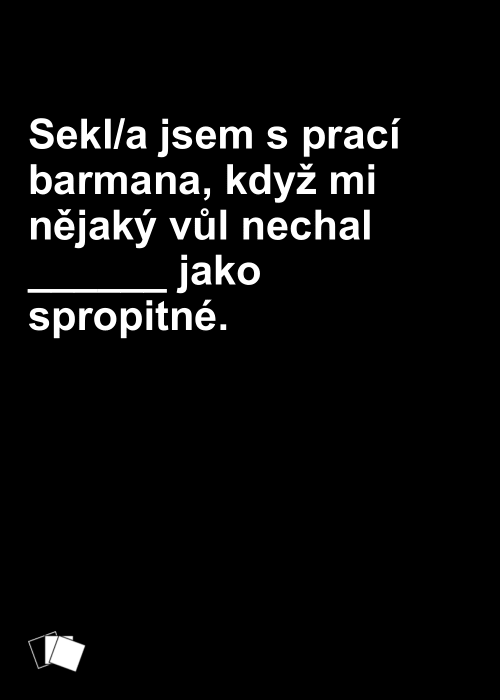 Sekl/a jsem s prací
barmana, když mi
nějaký vůl nechal
______ jako
spropitné.